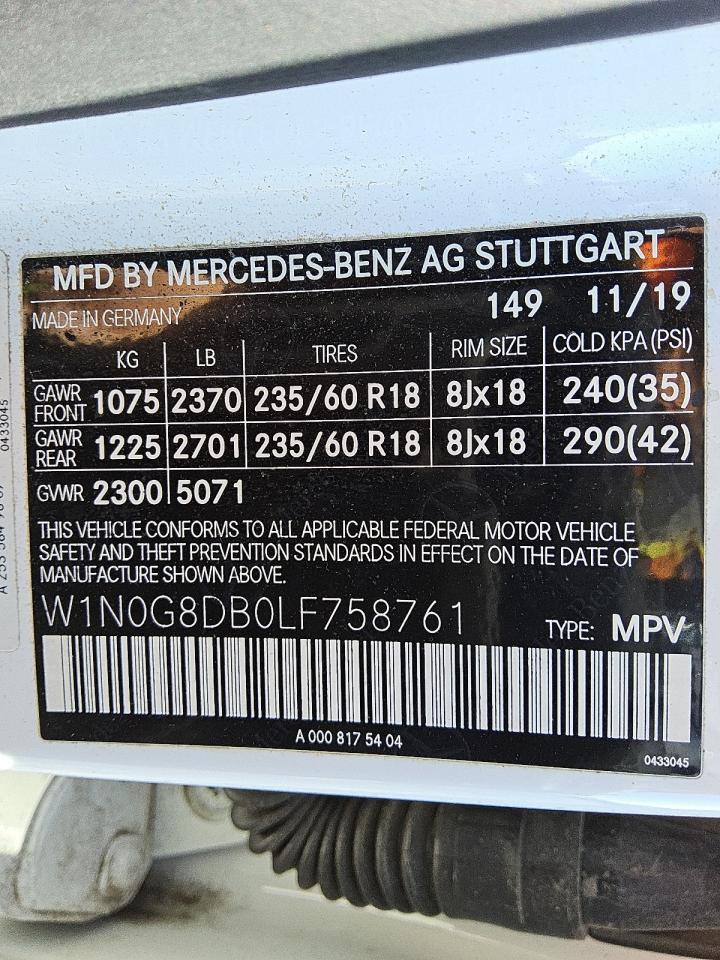 MFD BY MERCEDES-BENZ AG STUTTGART
MADE IN GERMANY 149 11/19
KG LB TIRES RIM SIZE COLD KPA (PSI)
GAWR FRONT 1075 2370 235/60 R18 8Jx18 240(35)
GAWR REAR 1225 2701 235/60 R18 8Jx18 290(42)
GVWR 2300 5071
THIS VEHICLE CONFORMS TO ALL APPLICABLE FEDERAL MOTOR VEHICLE
SAFETY AND THEFT PREVENTION STANDARDS IN EFFECT ON THE DATE OF
MANUFACTURE SHOWN ABOVE.
W1N0G8DB0LF758761 TYPE: MPV
A 000 817 54 04
0433045
0433045